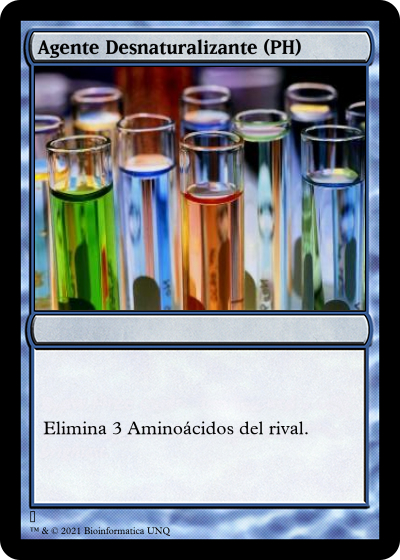 Agente Desnaturalizante (PH)
Elimina 3 Aminoácidos del rival.
™ & © 2021 Bioinformatica UNQ